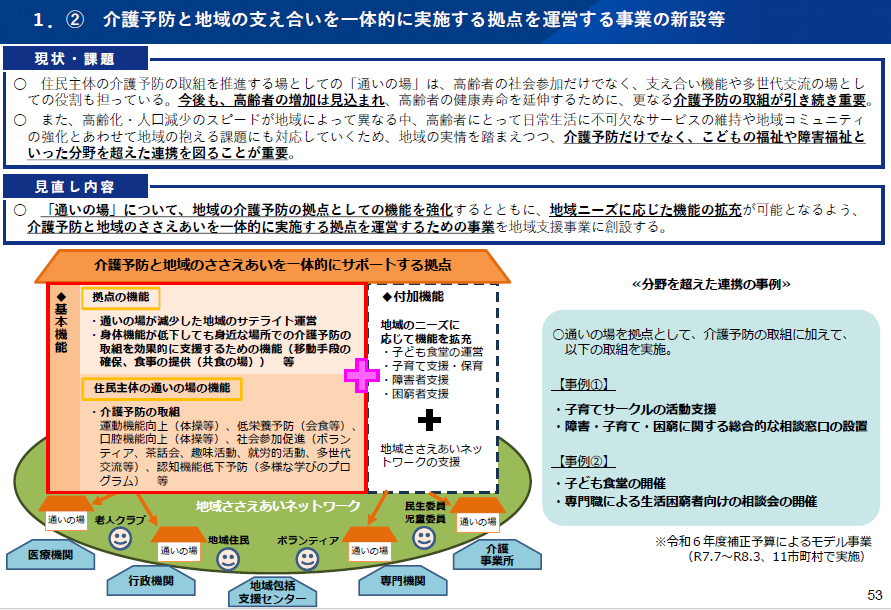 １．② 介護予防と地域の支え合いを一体的に実施する拠点を運営する事業の新設等
現状・課題
○ 住民主体の介護予防の取組を推進する場としての「通いの場」は、高齢者の社会参加だけでなく、支え合い機能や多世代交流の場とし
ての役割も担っている。今後も、高齢者の増加は見込まれ、高齢者の健康寿命を延伸するために、更なる介護予防の取組が引き続き重要。
○ また、高齢化・人口減少のスピードが地域によって異なる中、高齢者にとって日常生活に不可欠なサービスの維持や地域コミュニティ
の強化とあわせて地域の抱える課題にも対応していくため、地域の実情を踏まえつつ、介護予防だけでなく、こどもの福祉や障害福祉と
いった分野を超えた連携を図ることが重要。
見直し内容
○ 「通いの場」について、地域の介護予防の拠点としての機能を強化するとともに、地域ニーズに応じた機能の拡充が可能となるよう、
介護予防と地域のささえあいを一体的に実施する拠点を運営するための事業を地域支援事業に創設する。
介護予防と地域のささえあいを一体的にサポートする拠点
◆基本機能
拠点の機能
・通いの場が減少した地域のサテライト運営
・身体機能が低下しても身近な場所での介護予防の
取組を効果的に支援するための機能（移動手段の
確保、食事の提供（共食の場）） 等
住民主体の通いの場の機能
・介護予防の取組
運動機能向上（体操等）、低栄養予防（会食等）、
口腔機能向上（体操等）、社会参加促進（ボラン
ティア、茶話会、趣味活動、就労的活動、多世代
交流等）、認知機能低下予防（多様な学びのプロ
グラム） 等
◆付加機能
地域のニーズに
応じて機能を拡充
・子ども食堂の運営
・子育て支援・保育
・障害者支援
・困窮者支援
地域ささえあいネッ
トワークの支援
地域ささえあいネットワーク
通いの場
老人クラブ
通いの場
地域住民
ボランティア
通いの場
民生委員
児童委員
通いの場
医療機関
行政機関
地域包括
支援センター
専門機関
介護
事業所
≪分野を超えた連携の事例≫
○通いの場を拠点として、介護予防の取組に加えて、
以下の取組を実施。
【事例①】
・子育てサークルの活動支援
・障害・子育て・困窮に関する総合的な相談窓口の設置
【事例②】
・子ども食堂の開催
・専門職による生活困窮者向けの相談会の開催
※令和６年度補正予算によるモデル事業
（R7.7～R8.3、11市町村で実施）
53